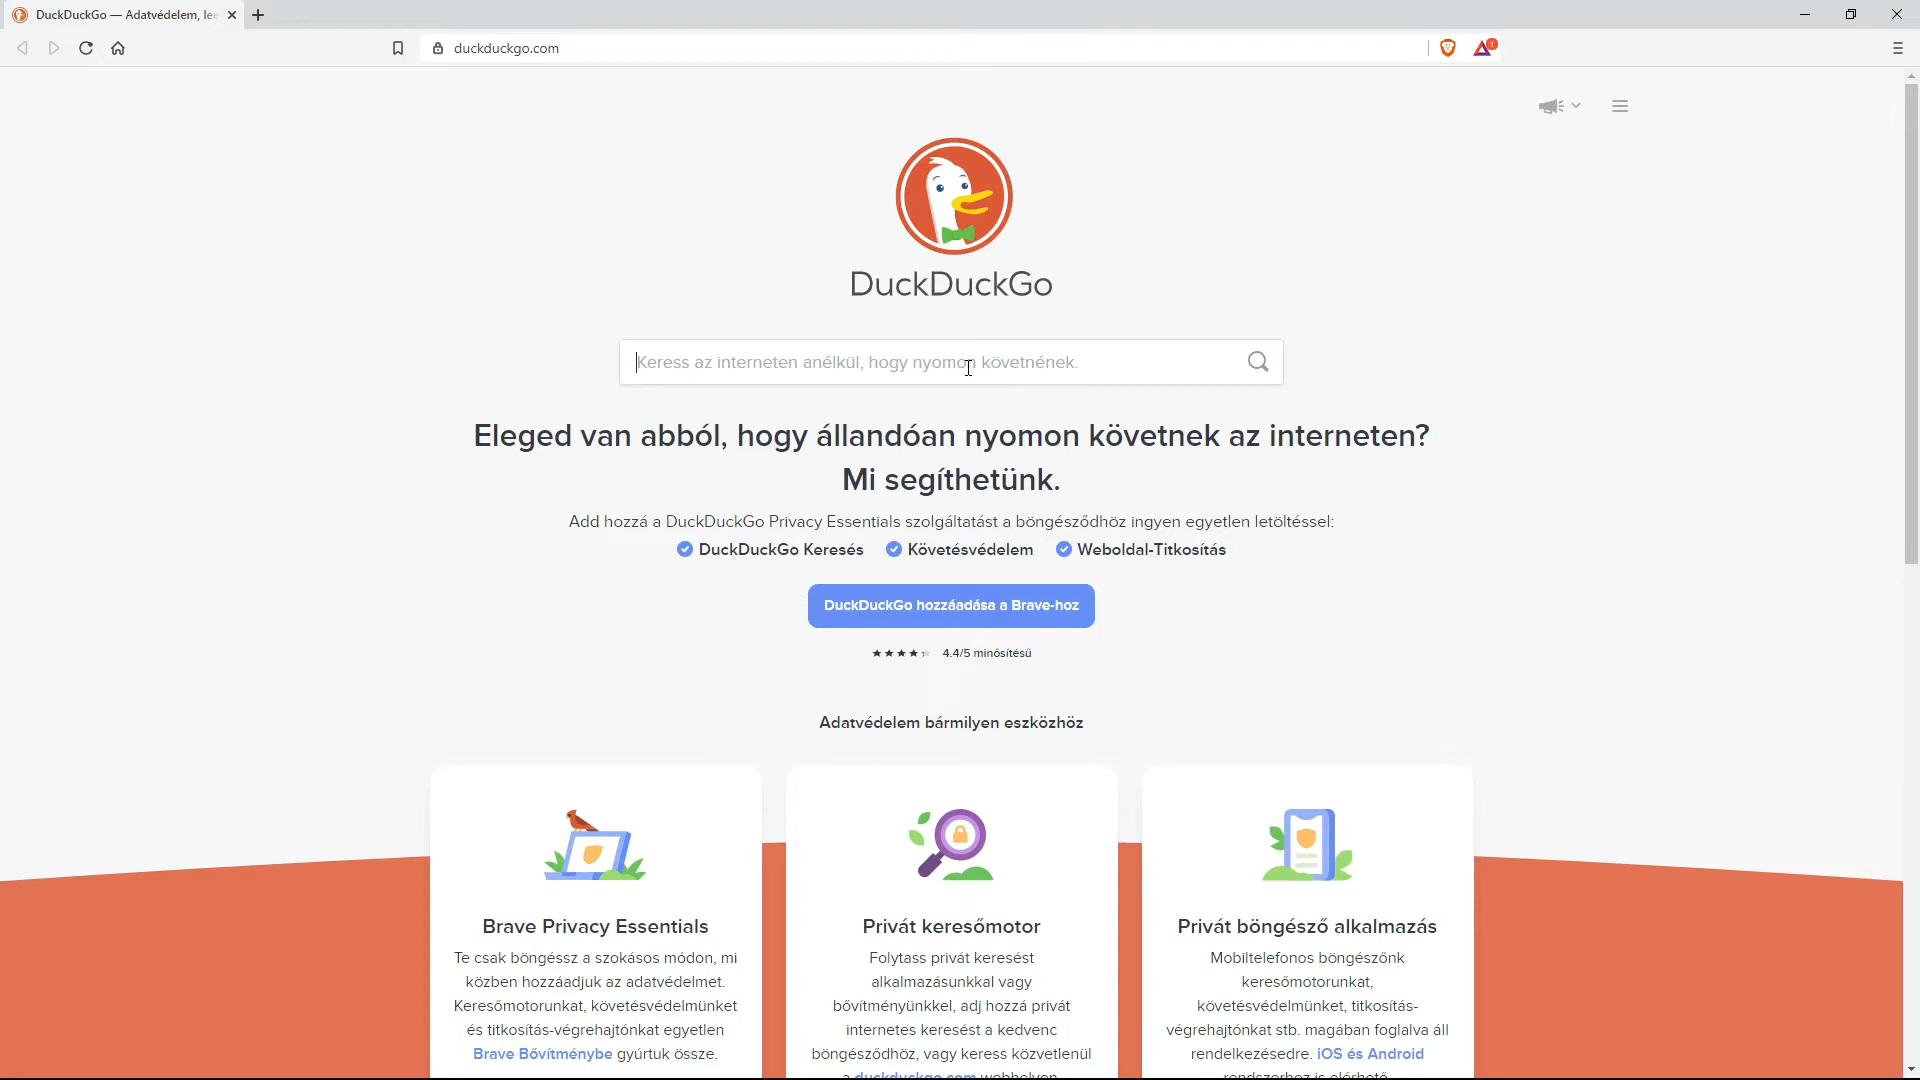 DuckDuckGo — Adatvédelem, lee
duckduckgo.com
1
DuckDuckGo
Keress az interneten anélkül, hogy nyomon követnének.
Eleged van abból, hogy állandóan nyomon követnek az interneten?
Mi segíthetünk.
Add hozzá a DuckDuckGo Privacy Essentials szolgáltatást a böngésződhöz ingyen egyetlen letöltéssel:
DuckDuckGo Keresés Követésvédelem Weboldal-Titkosítás
DuckDuckGo hozzáadása a Brave-hoz
4.4/5 minősítésű
Adatvédelem bármilyen eszközhöz
Brave Privacy Essentials
Te csak böngéssz a szokásos módon, mi
közben hozzáadjuk az adatvédelmet.
Keresőmotorunkat, követésvédelmünket
és titkosítás-végrehajtónkat egyetlen
Brave Bővítménybe gyúrtuk össze.
Privát keresőmotor
Folytass privát keresést
alkalmazásunkkal vagy
bővítményünkkel, adj hozzá privát
internetes keresést a kedvenc
böngésződhöz, vagy keress közvetlenül
a duckduckgo.com webhelyen.
Privát böngésző alkalmazás
Mobiltelefonos böngészőnk
keresőmotorunkat,
követésvédelmünket, titkosítás-
végrehajtónkat stb. magában foglalva áll
rendelkezésedre. iOS és Android
rendszerhez is elérhető.